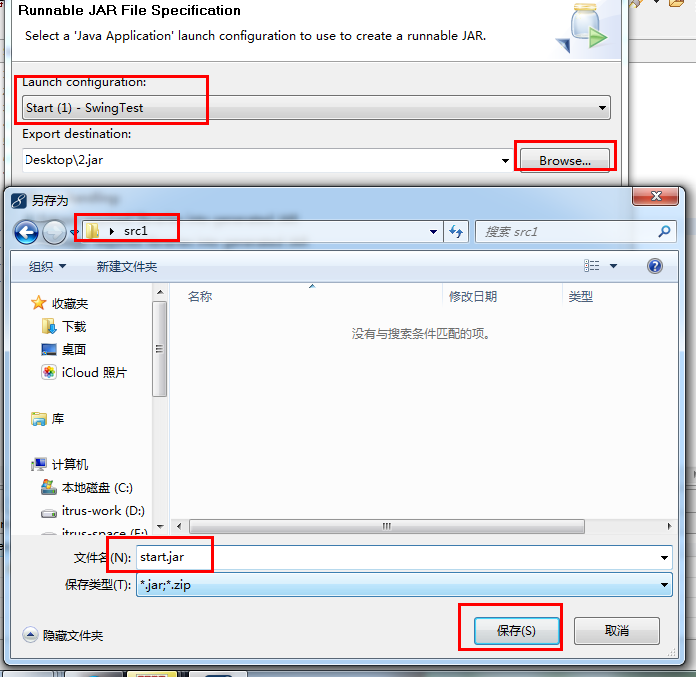 Runnable JAR File Specification
Select a 'Java Application' launch configuration to use to create a runnable JAR.
Launch configuration:
Start (1) - SwingTest
Export destination:
Desktop\2.jar
Browse...
另存为
src1
搜索 src1
组织
新建文件夹
名称
修改日期
类型
没有与搜索条件匹配的项。
收藏夹
下载
桌面
iCloud 照片
库
计算机
本地磁盘 (C:)
itrus-work (D:)
itrus-space (E:)
文件名(N):
start.jar
保存类型(T):
*.jar;*.zip
隐藏文件夹
保存(S)
取消